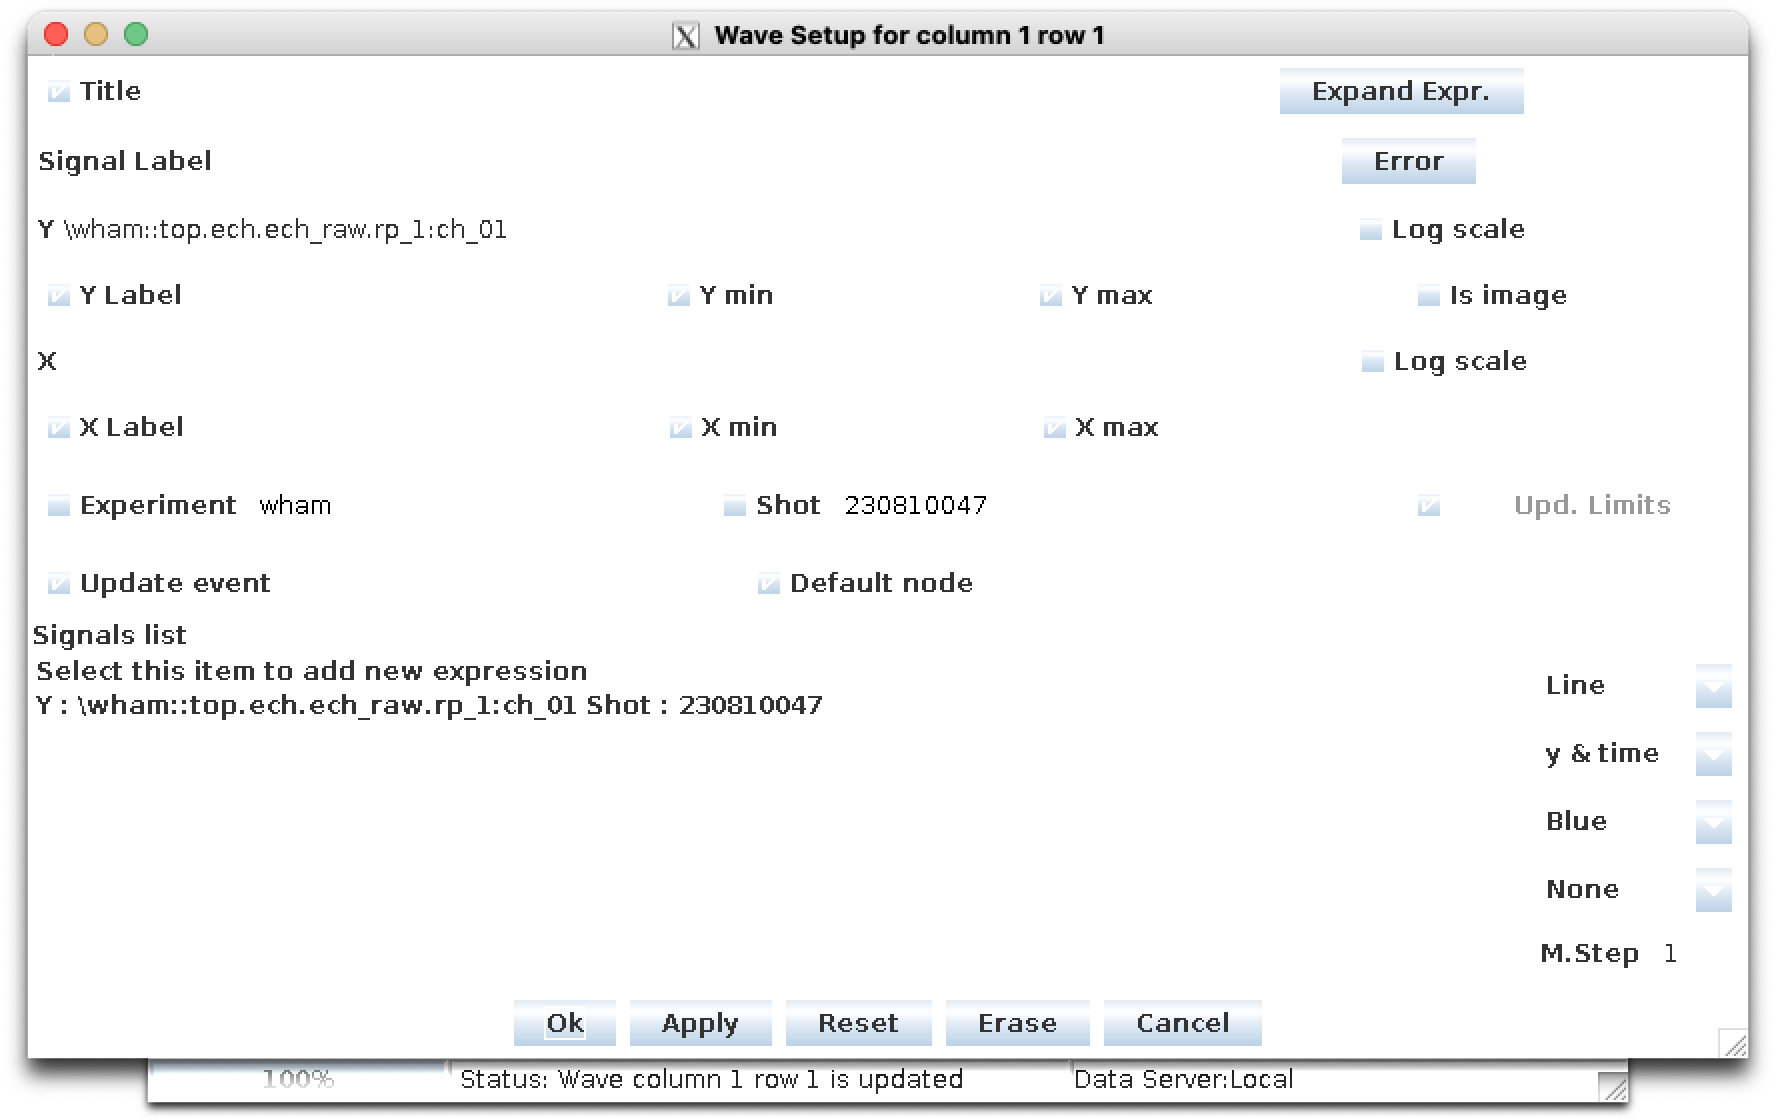 Wave Setup for column 1 row 1
Title Expand Expr.
Signal Label Error
Y \wham::top.ech.ech_raw.rp_1:ch_01 Log scale
Y Label Y min Y max Is image
X Log scale
X Label X min X max
Experiment wham Shot 230810047 Upd. Limits
Update event Default node
Signals list
Select this item to add new expression
Y : \wham::top.ech.ech_raw.rp_1:ch_01 Shot : 230810047
Line
y & time
Blue
None
M.Step 1
Ok Apply Reset Erase Cancel
100% Status: Wave column 1 row 1 is updated Data Server:Local